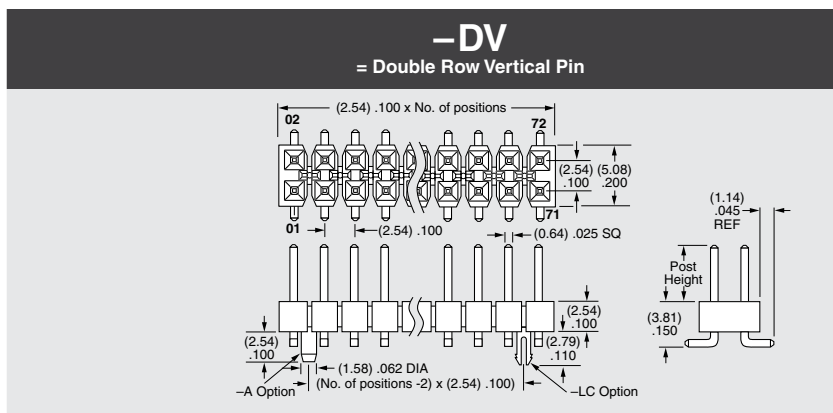 –DV
= Double Row Vertical Pin
(2.54) .100 x No. of positions
02
72
(2.54)
.100
(5.08)
.200
(1.14)
.045
REF
01
71
(2.54) .100
(0.64) .025 SQ
Post
Height
(2.54)
.100
(3.81)
.150
(2.54)
.100
(2.79)
.110
(1.58) .062 DIA
(No. of positions -2) x (2.54) .100)
–A Option
–LC Option